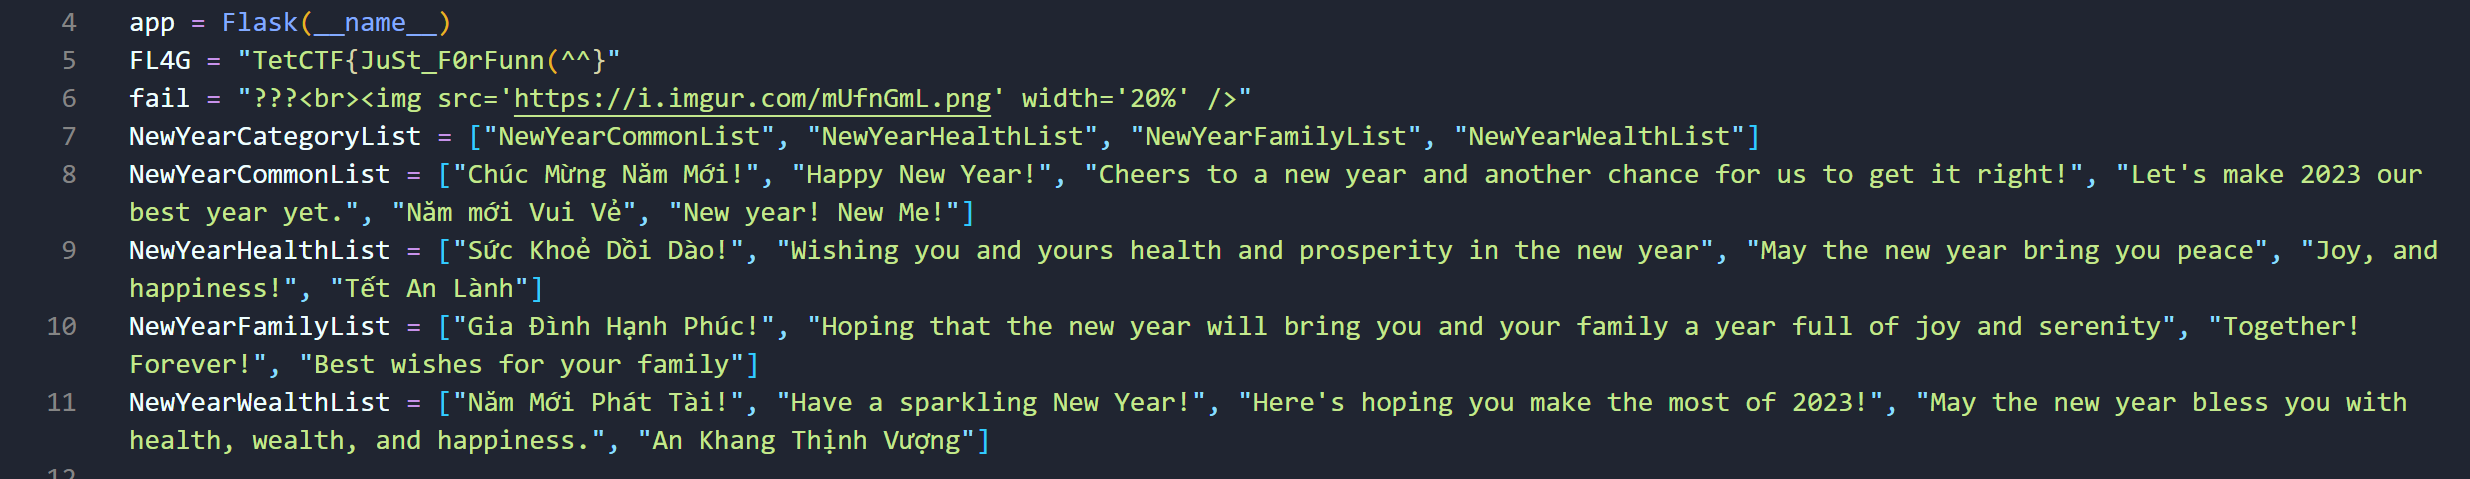 4 app = Flask(__name__)
5 FL4G = "TetCTF{JuSt_F0rFunn(^^}"
6 fail = "???<br><img src='https://i.imgur.com/mUfnGmL.png' width='20%' />"
7 NewYearCategoryList = ["NewYearCommonList", "NewYearHealthList", "NewYearFamilyList", "NewYearWealthList"]
8 NewYearCommonList = ["Chúc Mừng Năm Mới!", "Happy New Year!", "Cheers to a new year and another chance for us to get it right!", "Let's make 2023 our
best year yet.", "Năm mới Vui Vẻ", "New year! New Me!"]
9 NewYearHealthList = ["Sức Khoẻ Dồi Dào!", "Wishing you and yours health and prosperity in the new year", "May the new year bring you peace", "Joy, and
happiness!", "Tết An Lành"]
10 NewYearFamilyList = ["Gia Đình Hạnh Phúc!", "Hoping that the new year will bring you and your family a year full of joy and serenity", "Together!
Forever!", "Best wishes for your family"]
11 NewYearWealthList = ["Năm Mới Phát Tài!", "Have a sparkling New Year!", "Here's hoping you make the most of 2023!", "May the new year bless you with
health, wealth, and happiness.", "An Khang Thịnh Vượng"]
12